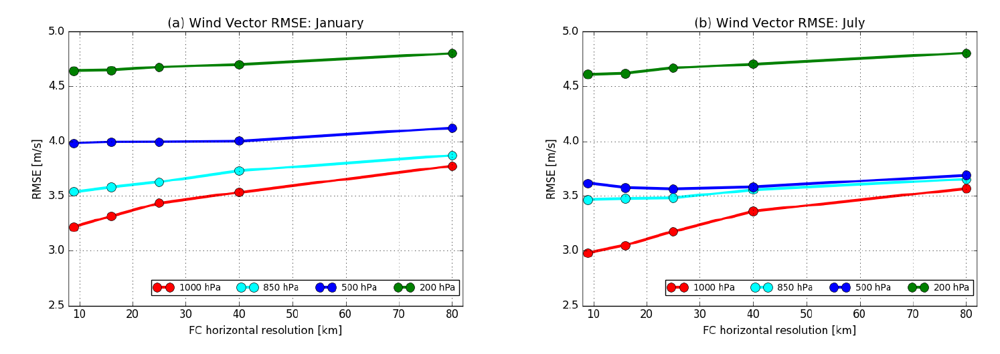 (a) Wind Vector RMSE: January
5.0
4.5
4.0
3.5
3.0
2.5
RMSE [m/s]
1000 hPa 850 hPa 500 hPa 200 hPa
10 20 30 40 50 60 70 80
FC horizontal resolution [km]
(b) Wind Vector RMSE: July
5.0
4.5
4.0
3.5
3.0
2.5
RMSE [m/s]
1000 hPa 850 hPa 500 hPa 200 hPa
10 20 30 40 50 60 70 80
FC horizontal resolution [km]